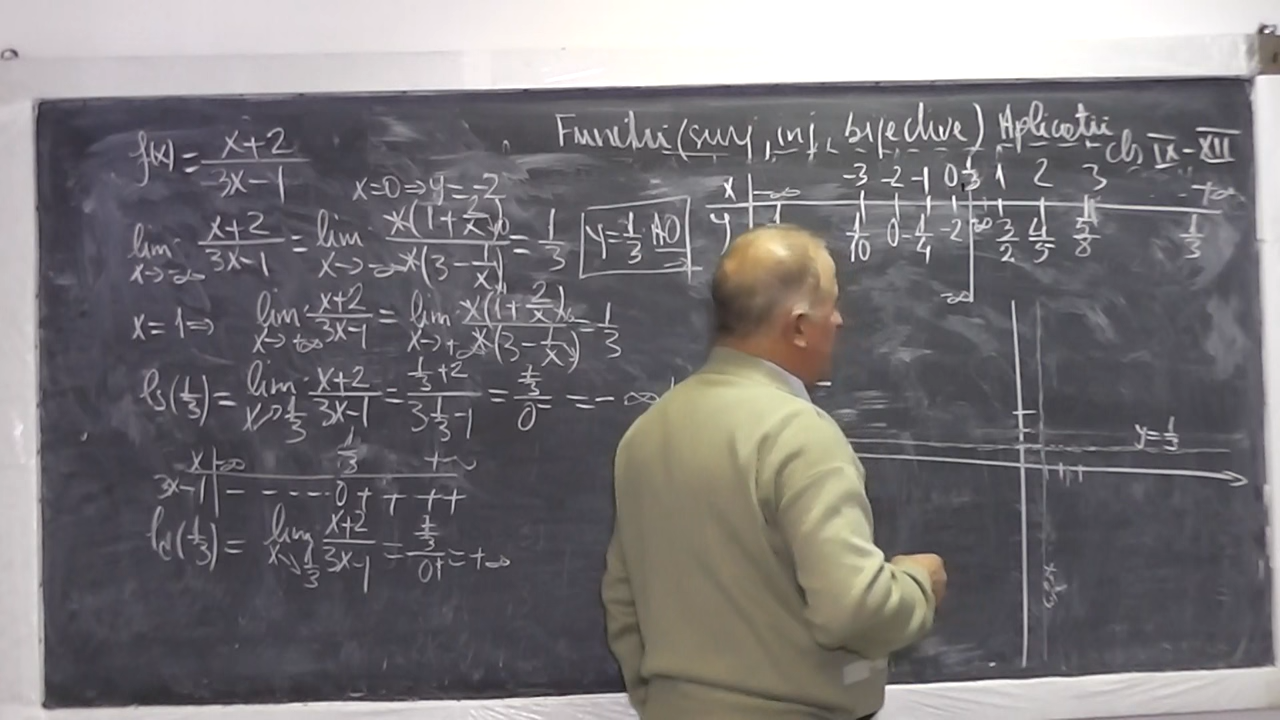 Funcții (surj, inj, bijective) Aplicații cls IX-XII
f(x) = (x+2)/(3x-1)
x=0 ⇒ y=-2
lim x→-∞ (x+2)/(3x-1) = lim x→-∞ x(1+2/x)/x(3-1/x) = 1/3
y=1/3 AO
x=1 ⇒
lim x→+∞ (x+2)/(3x-1) = lim x→+∞ x(1+2/x)/x(3-1/x) = 1/3
ls(1/3) = lim x↗1/3 (x+2)/(3x-1) = (1/3+2)/(3·1/3-1) = (7/3)/0- = -∞
x -∞ 1/3 +∞
3x-1 - - - - - 0 + + + +
ld(1/3) = lim x↘1/3 (x+2)/(3x-1) = (7/3)/0+ = +∞
x -∞ -3 -2 -1 0 1/3 1 2 3 +∞
y 1/10 0 -1/4 -2 -∞ +∞ 3/2 4/5 5/8 1/3
y=1/3